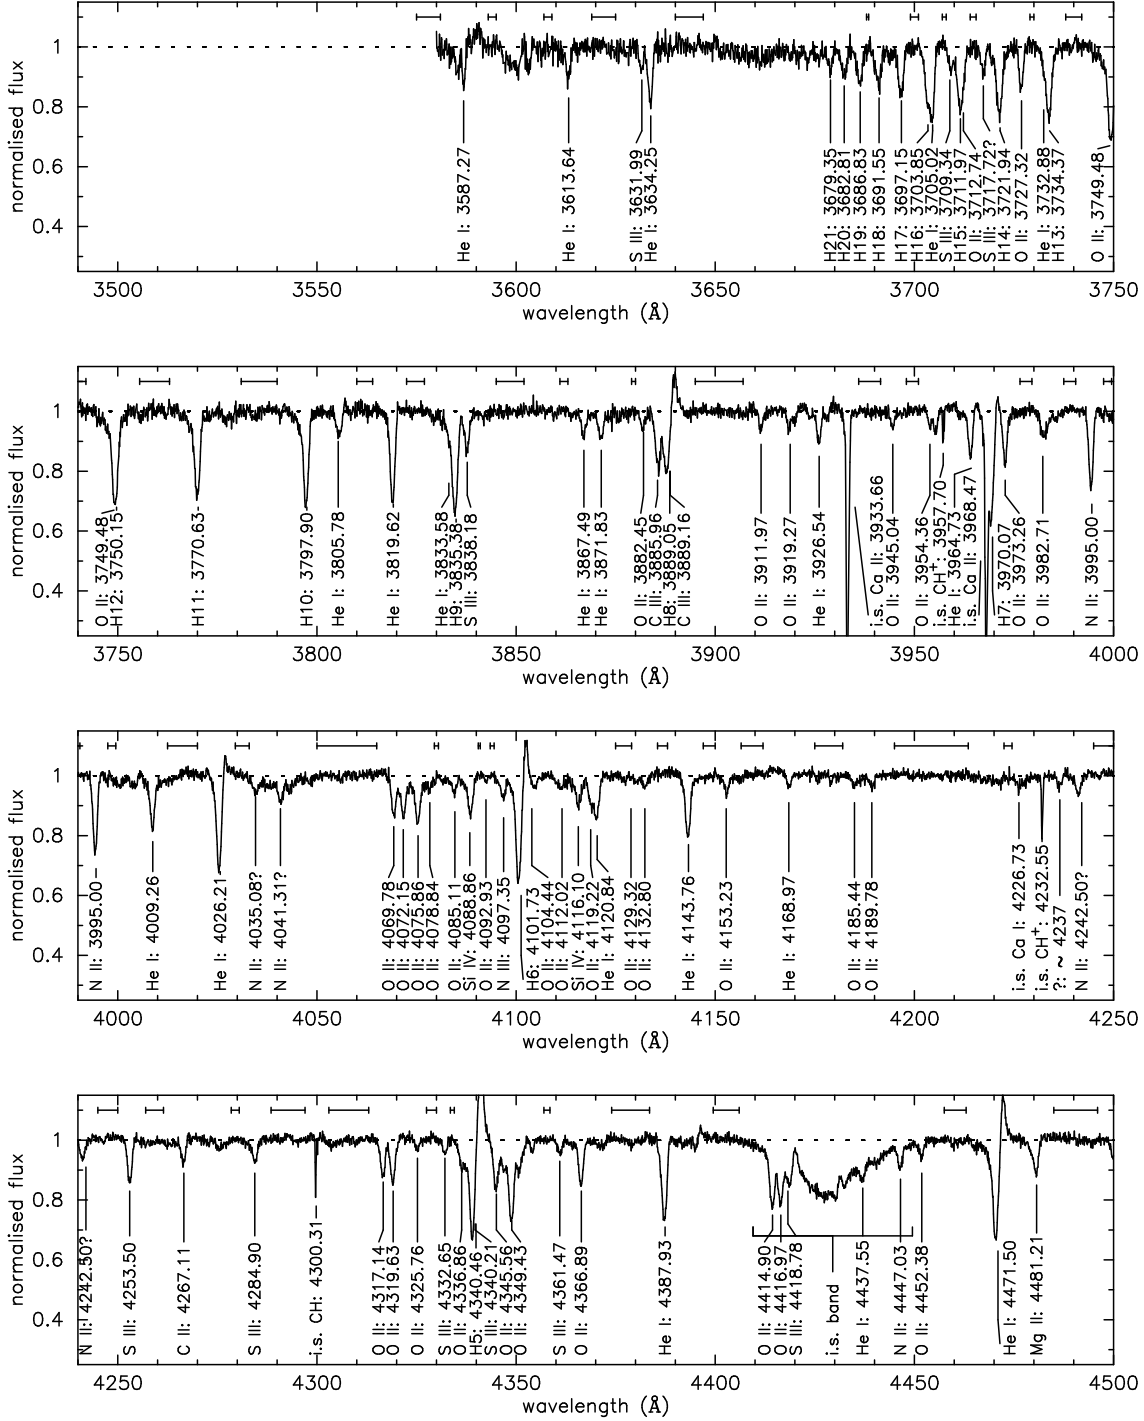 normalised flux
1
0.8
0.6
0.4
He I: 3587.27
He I: 3613.64
S III: 3631.99
He I: 3634.25
H21: 3679.35
H20: 3682.81
H19: 3686.83
H18: 3691.55
H17: 3697.15
H16: 3703.85
He I: 3705.02
S III: 3709.34
H15: 3711.97
O II: 3712.74
S III: 3717.72?
H14: 3721.94
O II: 3727.32
He I: 3732.88
H13: 3734.37
O II: 3749.48
3500 3550 3600 3650 3700 3750
wavelength (Å)
normalised flux
1
0.8
0.6
0.4
O II: 3749.48
H12: 3750.15
H11: 3770.63
H10: 3797.90
He I: 3805.78
He I: 3819.62
He I: 3833.58
H9: 3835.38
S III: 3838.18
He I: 3867.49
He I: 3871.83
O II: 3882.45
C III: 3885.96
H8: 3889.05
C III: 3889.16
O II: 3911.97
O II: 3919.27
He I: 3926.54
i.s. Ca II: 3933.66
O II: 3945.04
O II: 3954.36
i.s. CH⁺: 3957.70
He I: 3964.73
i.s. Ca II: 3968.47
H7: 3970.07
O II: 3973.26
O II: 3982.71
N II: 3995.00
3750 3800 3850 3900 3950 4000
wavelength (Å)
normalised flux
1
0.8
0.6
0.4
N II: 3995.00
He I: 4009.26
He I: 4026.21
N II: 4035.08?
N II: 4041.31?
O II: 4069.78
O II: 4072.15
O II: 4075.86
O II: 4078.84
O II: 4085.11
Si IV: 4088.86
O II: 4092.93
N III: 4097.35
H6: 4101.73
O II: 4104.44
O II: 4112.02
Si IV: 4116.10
O II: 4119.22
He I: 4120.84
O II: 4129.32
O II: 4132.80
He I: 4143.76
O II: 4153.23
He I: 4168.97
O II: 4185.44
O II: 4189.78
i.s. Ca I: 4226.73
i.s. CH⁺: 4232.55
?: ~ 4237
N II: 4242.50?
4000 4050 4100 4150 4200 4250
wavelength (Å)
normalised flux
1
0.8
0.6
0.4
N II: 4242.50?
S III: 4253.50
C II: 4267.11
S III: 4284.90
i.s. CH: 4300.31
O II: 4317.14
O II: 4319.63
O II: 4325.76
S III: 4332.65
O II: 4336.86
H5: 4340.46
S III: 4340.21
O II: 4345.56
O II: 4349.43
S III: 4361.47
O II: 4366.89
He I: 4387.93
O II: 4414.90
O II: 4416.97
S III: 4418.78
i.s. band
He I: 4437.55
N II: 4447.03
O II: 4452.38
He I: 4471.50
Mg II: 4481.21
4250 4300 4350 4400 4450 4500
wavelength (Å)